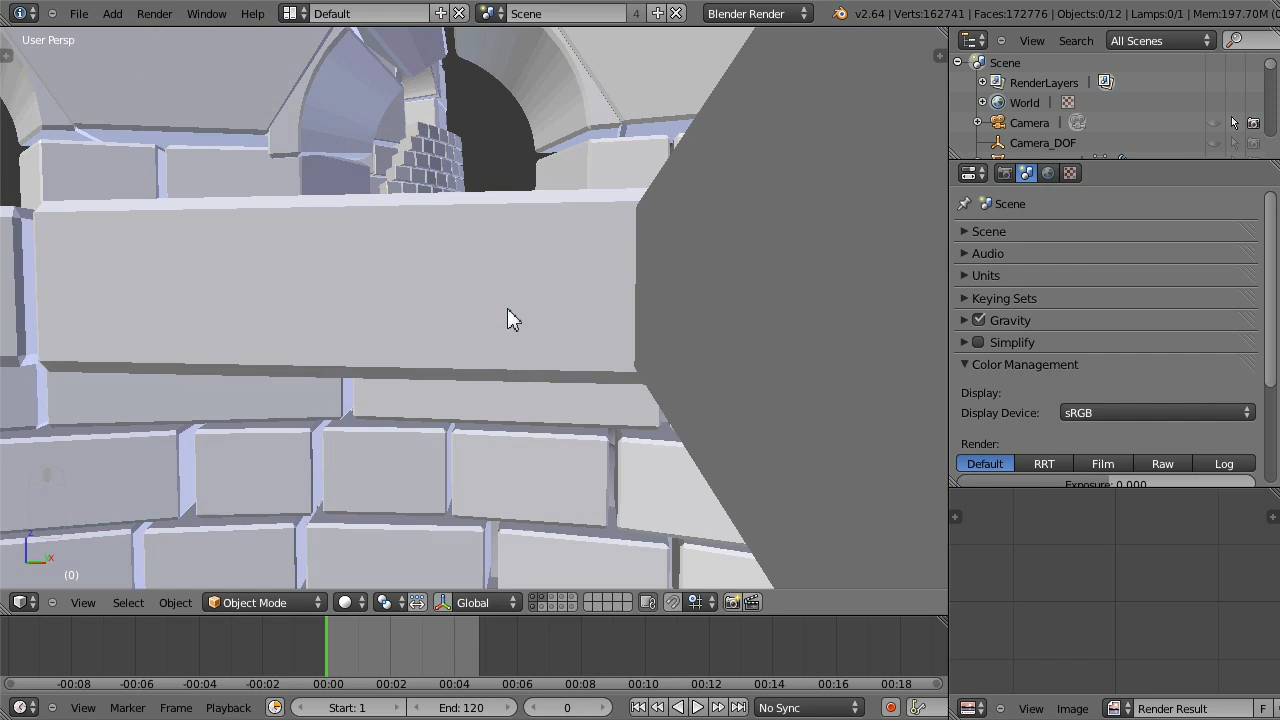 File Add Render Window Help Default Scene 4 Blender Render v2.64 | Verts:162741 | Faces:172776 | Objects:0/12 | Lamps:0/1 | Mem:197.70M (0
User Persp
View Search All Scenes
Scene
RenderLayers |
World |
Camera |
Camera_DOF
Scene
Scene
Audio
Units
Keying Sets
Gravity
Simplify
Color Management
Display:
Display Device: sRGB
Render:
Default RRT Film Raw Log
Exposure: 0.000
(0)
View Select Object Object Mode Global
-00:08 -00:06 -00:04 -00:02 00:00 00:02 00:04 00:06 00:08 00:10 00:12 00:14 00:16 00:18
View Marker Frame Playback Start: 1 End: 120 0 No Sync
View Image Render Result F